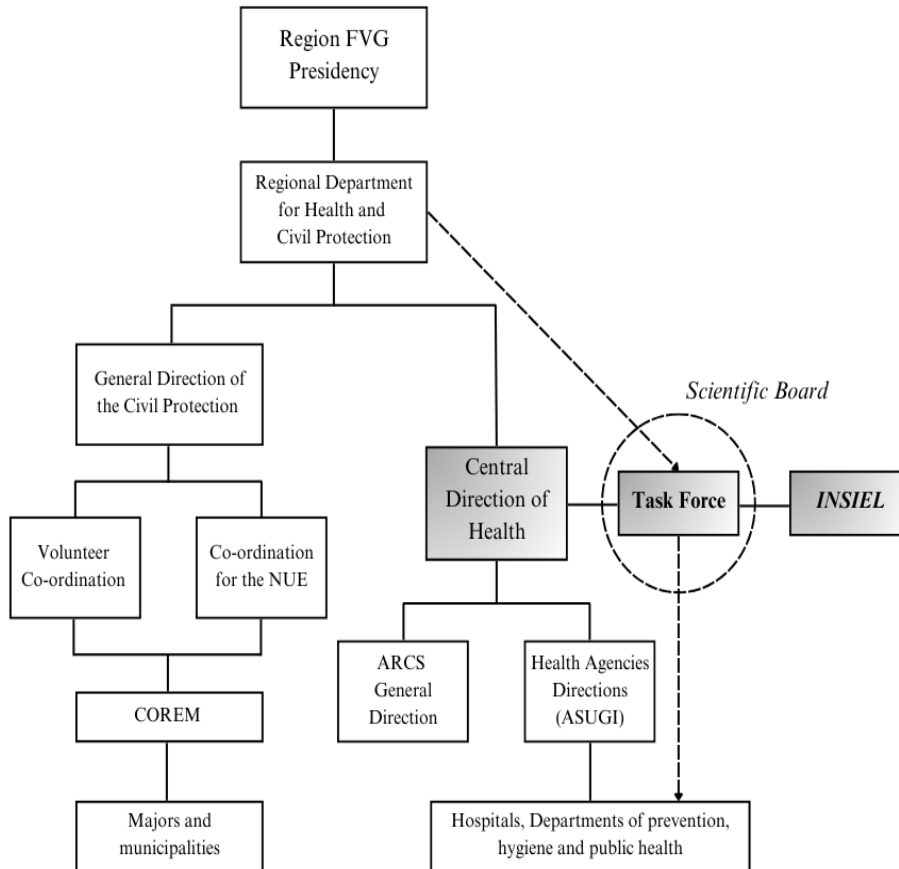 Region FVG
Presidency
Regional Department
for Health and
Civil Protection
General Direction of
the Civil Protection
Scientific Board
Central
Direction of
Health
Task Force
INSIEL
Volunteer
Co-ordination
Co-ordination
for the NUE
ARCS
General
Direction
Health Agencies
Directions
(ASUGI)
COREM
Majors and
municipalities
Hospitals, Departments of prevention,
hygiene and public health